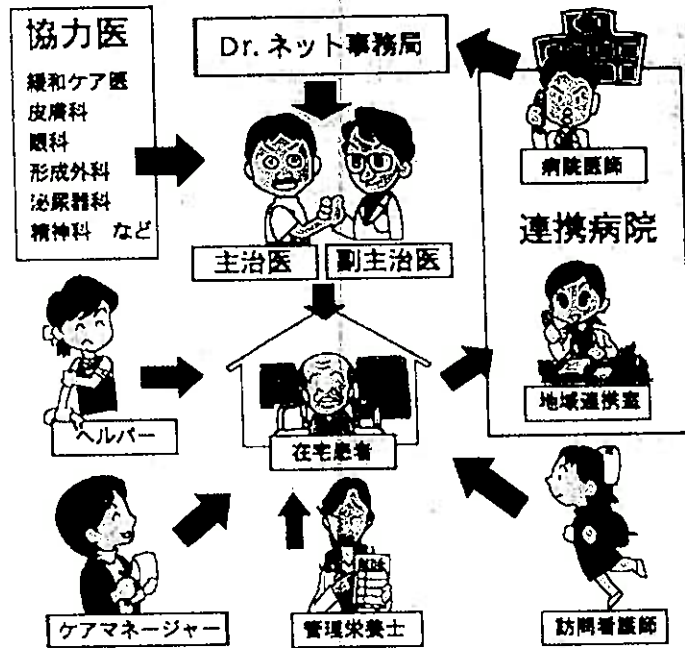 協力医
緩和ケア医
皮膚科
眼科
形成外科
泌尿器科
精神科 など
Dr.ネット事務局
主治医
副主治医
病院医師
連携病院
地域連携室
ヘルパー
在宅患者
ケアマネージャー
管理栄養士
訪問看護師